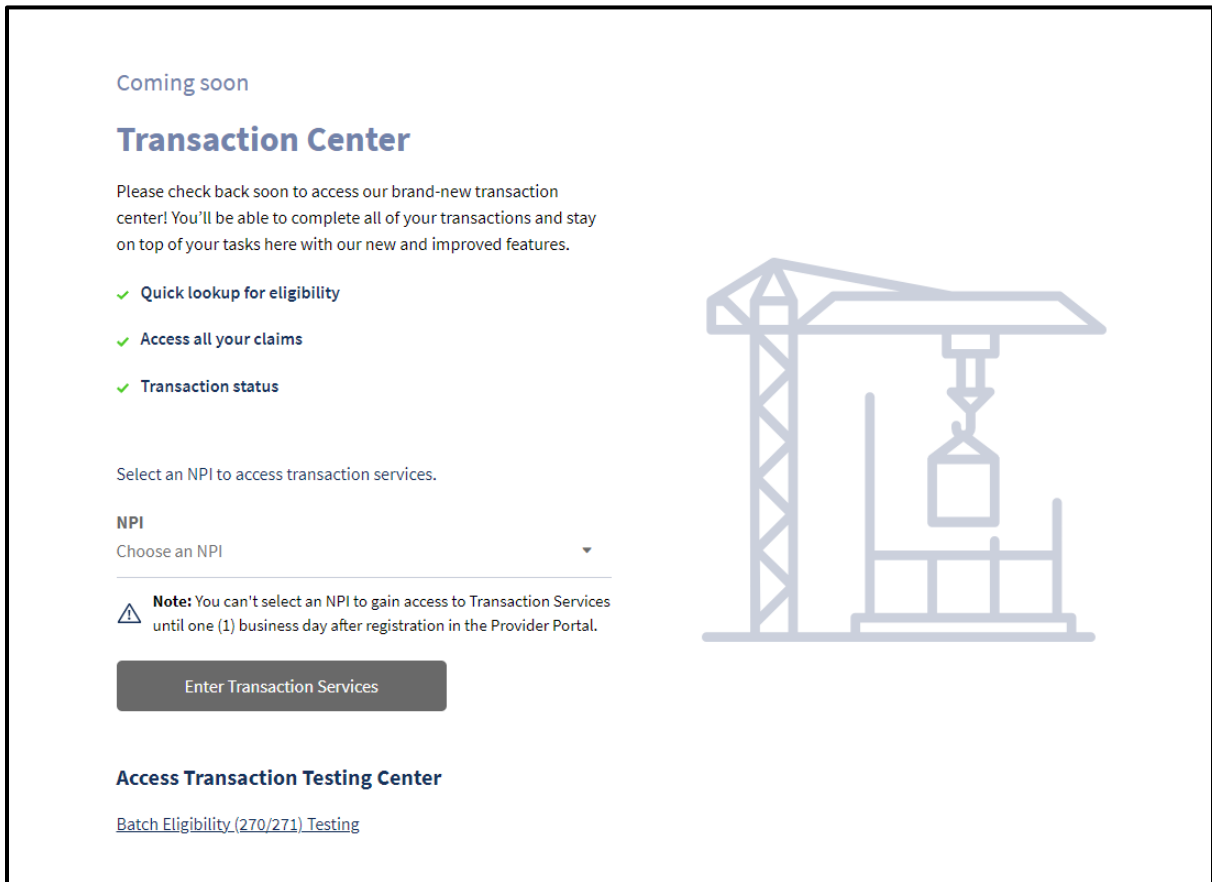 Coming soon
Transaction Center
Please check back soon to access our brand-new transaction
center! You’ll be able to complete all of your transactions and stay
on top of your tasks here with our new and improved features.
Quick lookup for eligibility
Access all your claims
Transaction status
Select an NPI to access transaction services.
NPI
Choose an NPI
Note: You can't select an NPI to gain access to Transaction Services
until one (1) business day after registration in the Provider Portal.
Enter Transaction Services
Access Transaction Testing Center
Batch Eligibility (270/271) Testing